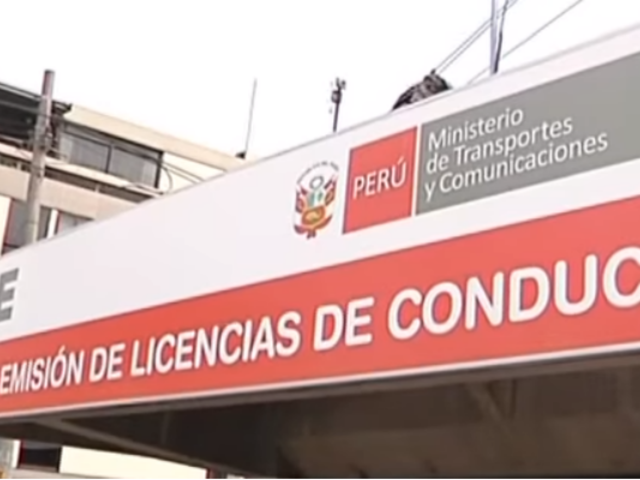 PERÚ
Ministerio
de Transportes
y Comunicaciones
E
EMISIÓN DE LICENCIAS DE CONDUC